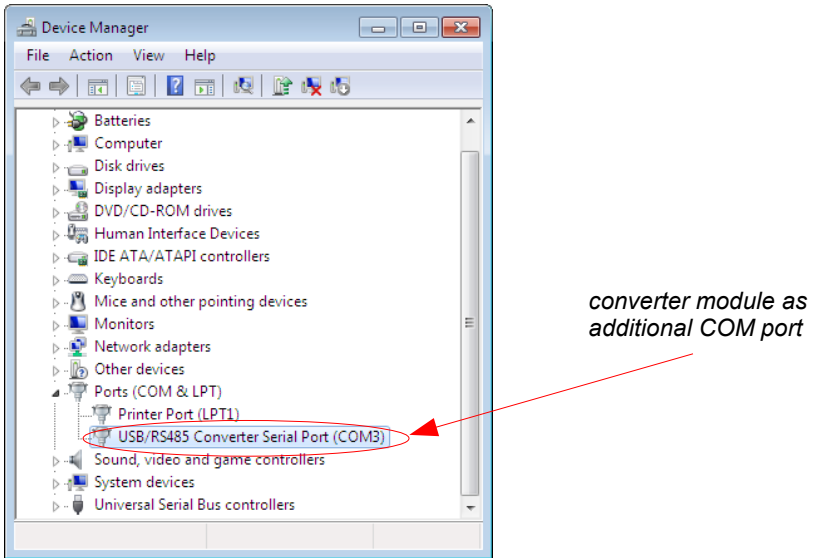 Device Manager
File Action View Help
Batteries
Computer
Disk drives
Display adapters
DVD/CD-ROM drives
Human Interface Devices
IDE ATA/ATAPI controllers
Keyboards
Mice and other pointing devices
Monitors
Network adapters
Other devices
Ports (COM & LPT)
Printer Port (LPT1)
USB/RS485 Converter Serial Port (COM3)
Sound, video and game controllers
System devices
Universal Serial Bus controllers
converter module as
additional COM port